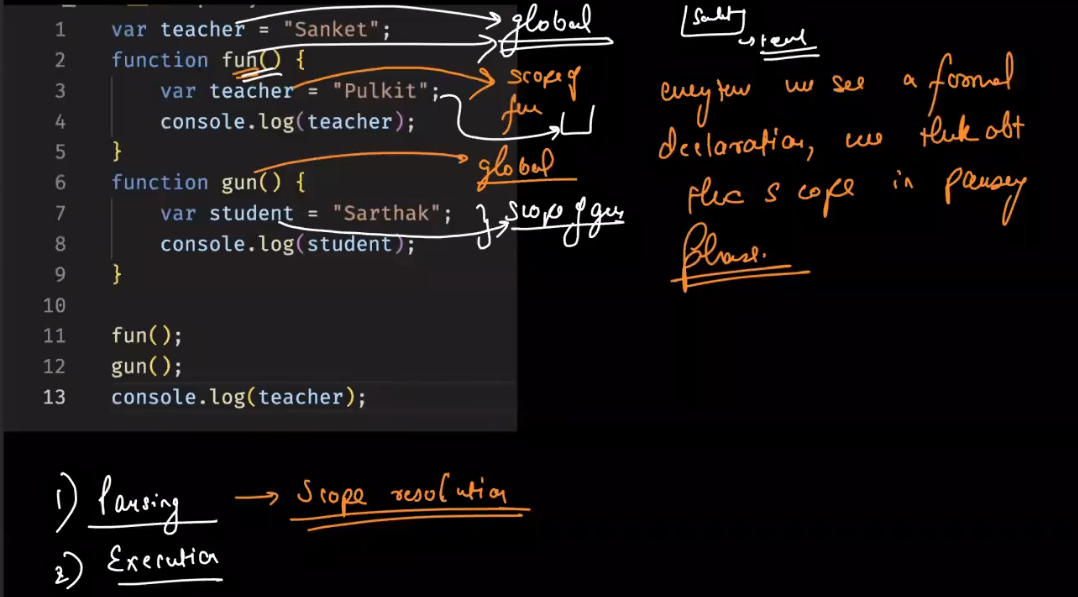 1 var teacher = "Sanket";
2 function fun() {
3 var teacher = "Pulkit";
4 console.log(teacher);
5 }
6 function gun() {
7 var student = "Sarthak";
8 console.log(student);
9 }
10
11 fun();
12 gun();
13 console.log(teacher);
global
scope of
fun
global
scope of gun
Sanket
everytime we see a formal
declaration, we think abt
the scope in parsing
phase.
1) Parsing → Scope resolution
2) Execution